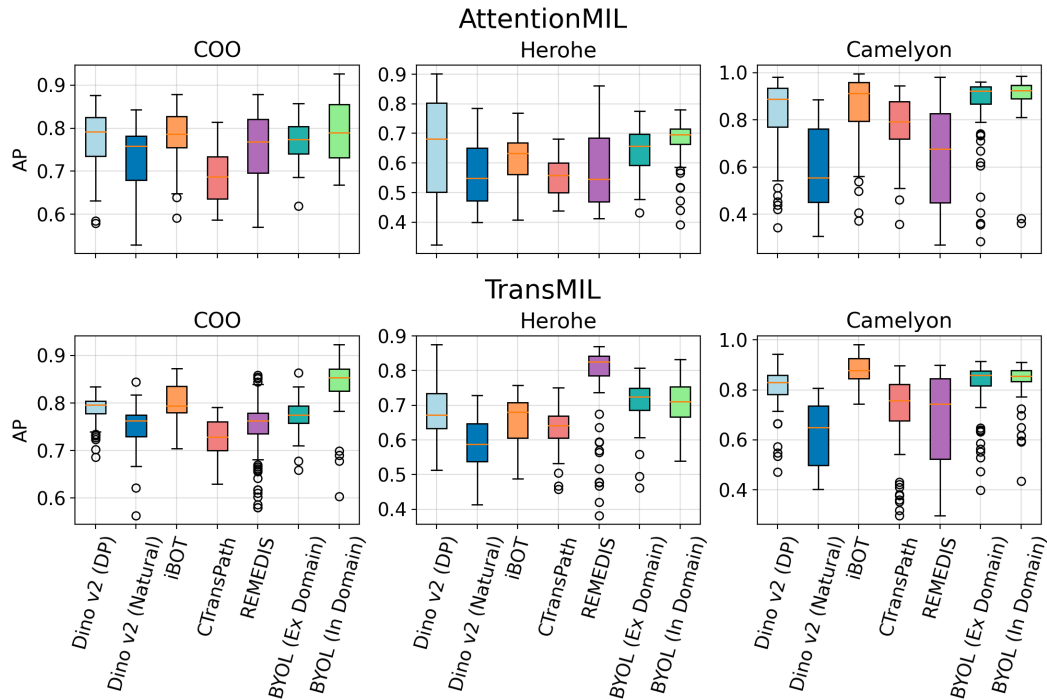 AttentionMIL
COO
Herohe
Camelyon
AP
0.9
0.8
0.7
0.6
0.9
0.8
0.7
0.6
0.5
0.4
1.0
0.8
0.6
0.4
TransMIL
COO
Herohe
Camelyon
AP
0.9
0.8
0.7
0.6
0.9
0.8
0.7
0.6
0.5
0.4
1.0
0.8
0.6
0.4
Dino v2 (DP)
Dino v2 (Natural)
iBOT
CTransPath
REMEDIS
BYOL (Ex Domain)
BYOL (In Domain)
Dino v2 (DP)
Dino v2 (Natural)
iBOT
CTransPath
REMEDIS
BYOL (Ex Domain)
BYOL (In Domain)
Dino v2 (DP)
Dino v2 (Natural)
iBOT
CTransPath
REMEDIS
BYOL (Ex Domain)
BYOL (In Domain)